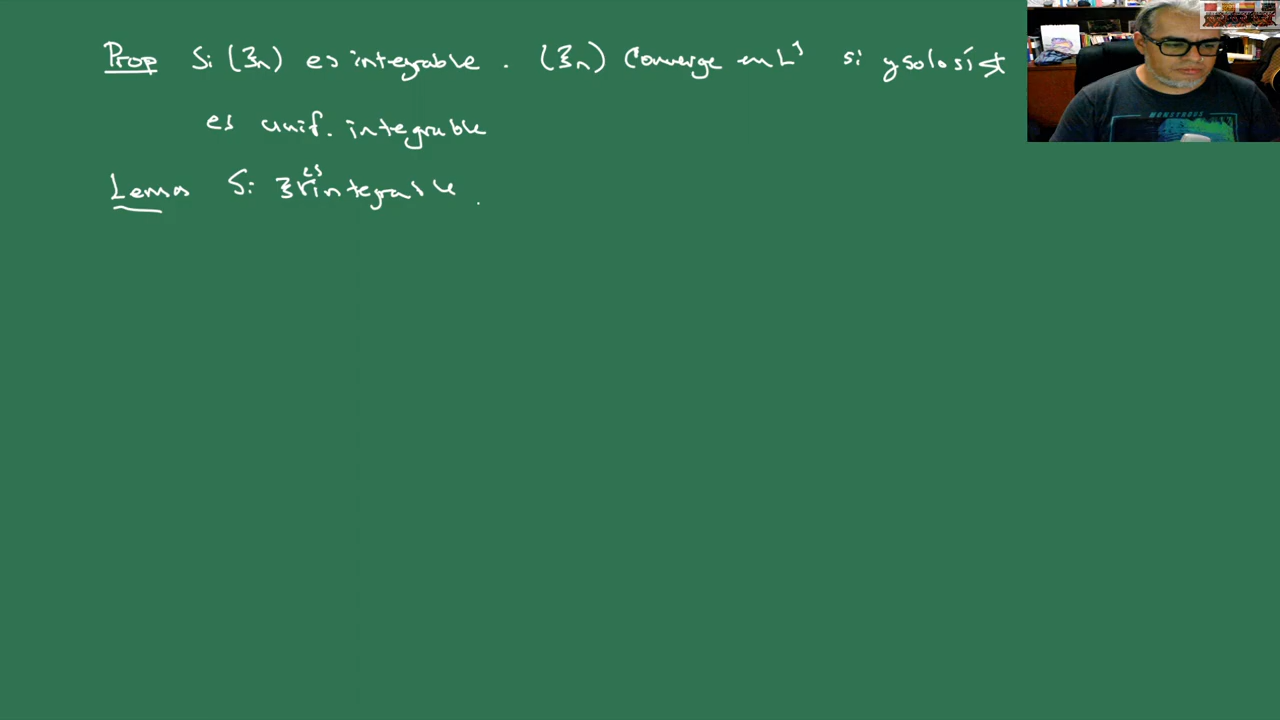 Prop Si (ξn) es integrable. (ξn) Converge en L¹ si y solo si
es unif. integrable
Lema Si ξ es integrable.
MONSTROUS